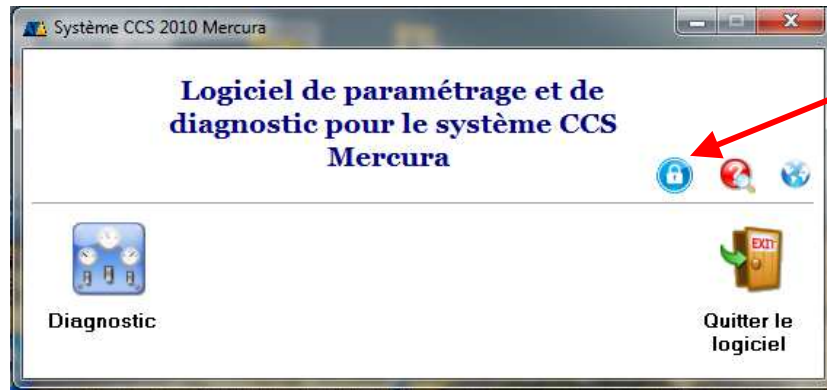 Système CCS 2010 Mercura
Logiciel de paramétrage et de
diagnostic pour le système CCS
Mercura
EXIT
Diagnostic
Quitter le
logiciel